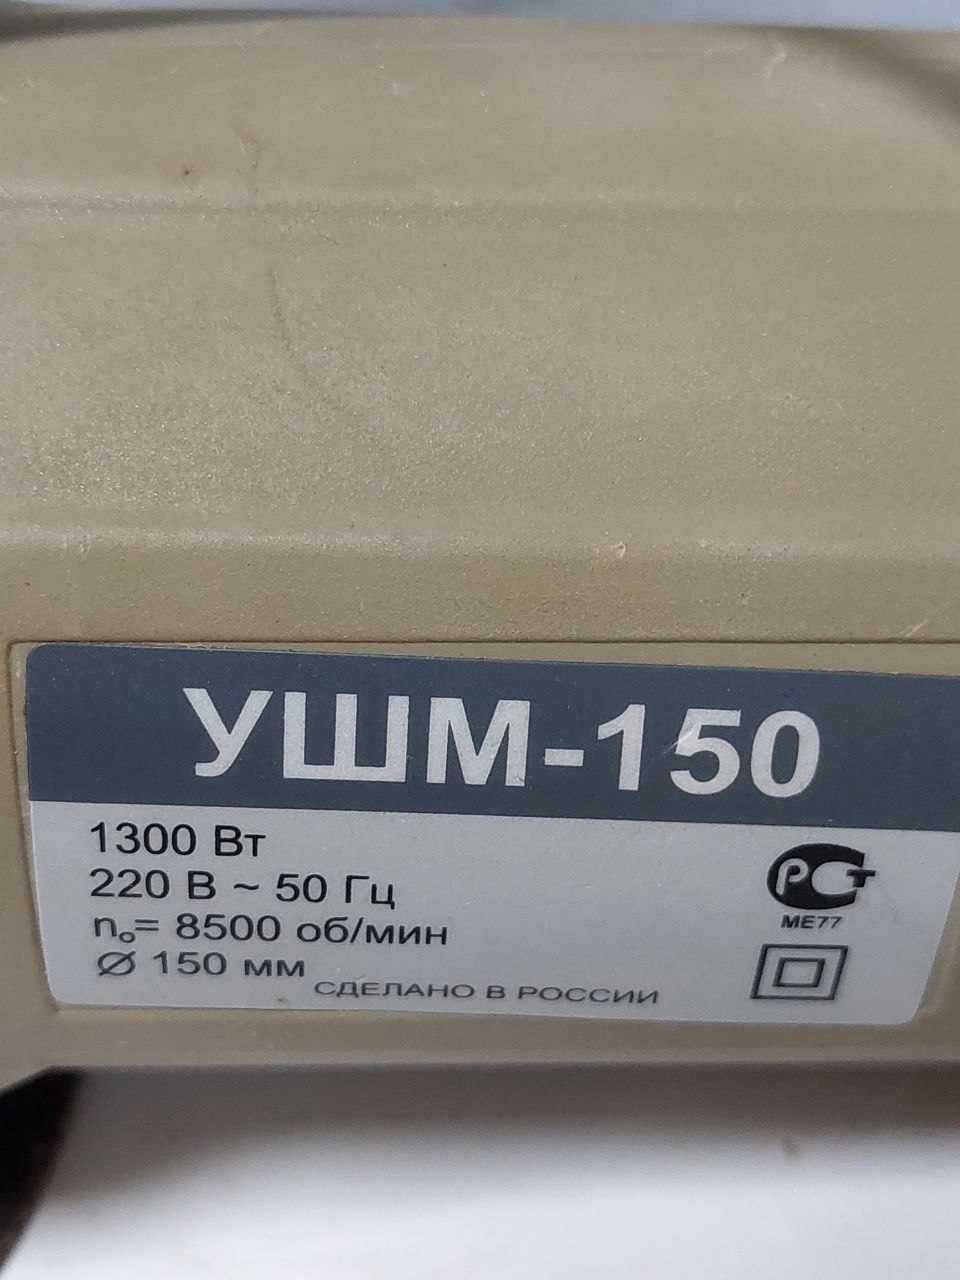 УШМ-150
1300 Вт
220 В ~ 50 Гц
n₀= 8500 об/мин
Ø 150 мм
СДЕЛАНО В РОССИИ
РСТ
МЕ77